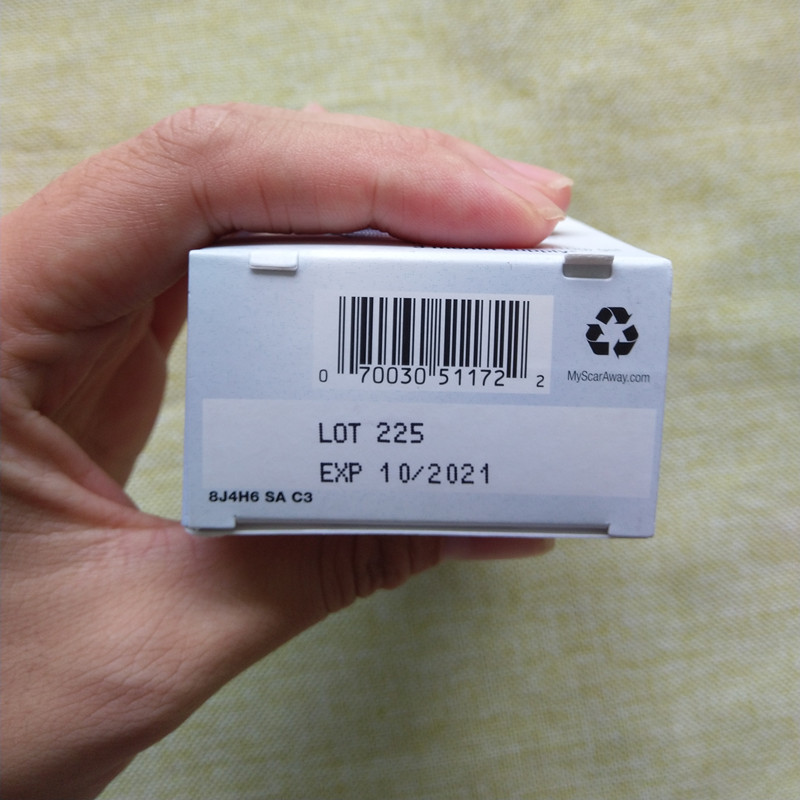 0 70030 51172 2
MyScarAway.com
LOT 225
EXP 10/2021
8J4H6 SA C3